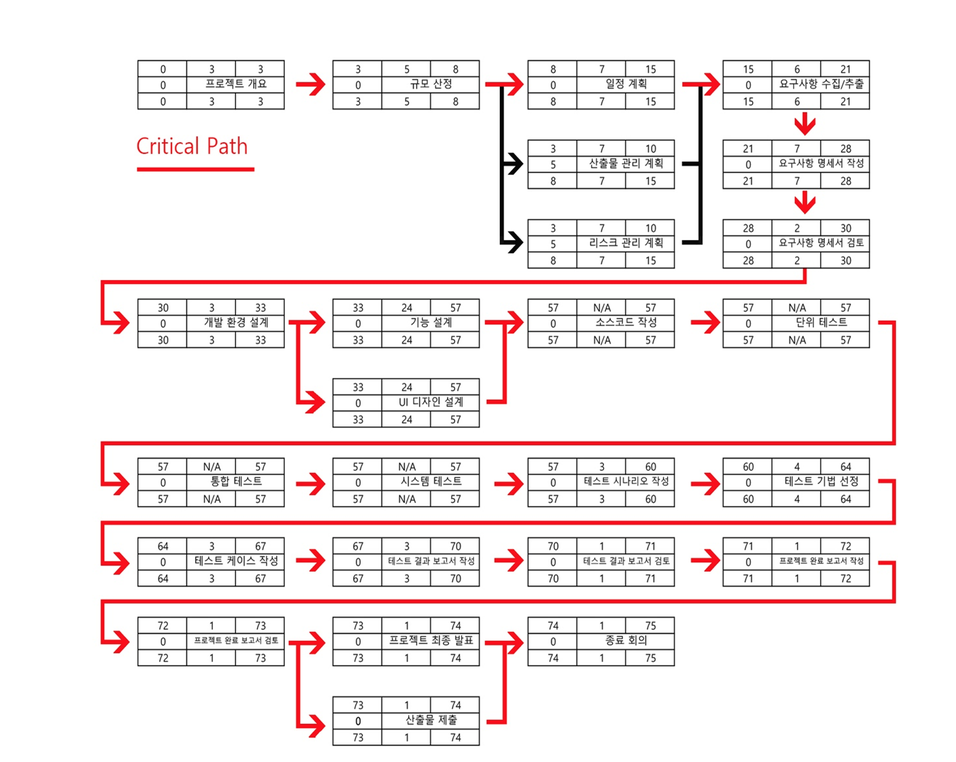 0 3 3
0 프로젝트 개요
0 3 3
3 5 8
0 규모 산정
3 5 8
8 7 15
0 일정 계획
8 7 15
15 6 21
0 요구사항 수집/추출
15 6 21
Critical Path
3 7 10
5 산출물 관리 계획
8 7 15
21 7 28
0 요구사항 명세서 작성
21 7 28
3 7 10
5 리스크 관리 계획
8 7 15
28 2 30
0 요구사항 명세서 검토
28 2 30
30 3 33
0 개발 환경 설계
30 3 33
33 24 57
0 기능 설계
33 24 57
57 N/A 57
0 소스코드 작성
57 N/A 57
57 N/A 57
0 단위 테스트
57 N/A 57
33 24 57
0 UI 디자인 설계
33 24 57
57 N/A 57
0 통합 테스트
57 N/A 57
57 N/A 57
0 시스템 테스트
57 N/A 57
57 3 60
0 테스트 시나리오 작성
57 3 60
60 4 64
0 테스트 기법 선정
60 4 64
64 3 67
0 테스트 케이스 작성
64 3 67
67 3 70
0 테스트 결과 보고서 작성
67 3 70
70 1 71
0 테스트 결과 보고서 검토
70 1 71
71 1 72
0 프로젝트 완료 보고서 작성
71 1 72
72 1 73
0 프로젝트 완료 보고서 검토
72 1 73
73 1 74
0 프로젝트 최종 발표
73 1 74
74 1 75
0 종료 회의
74 1 75
73 1 74
0 산출물 제출
73 1 74